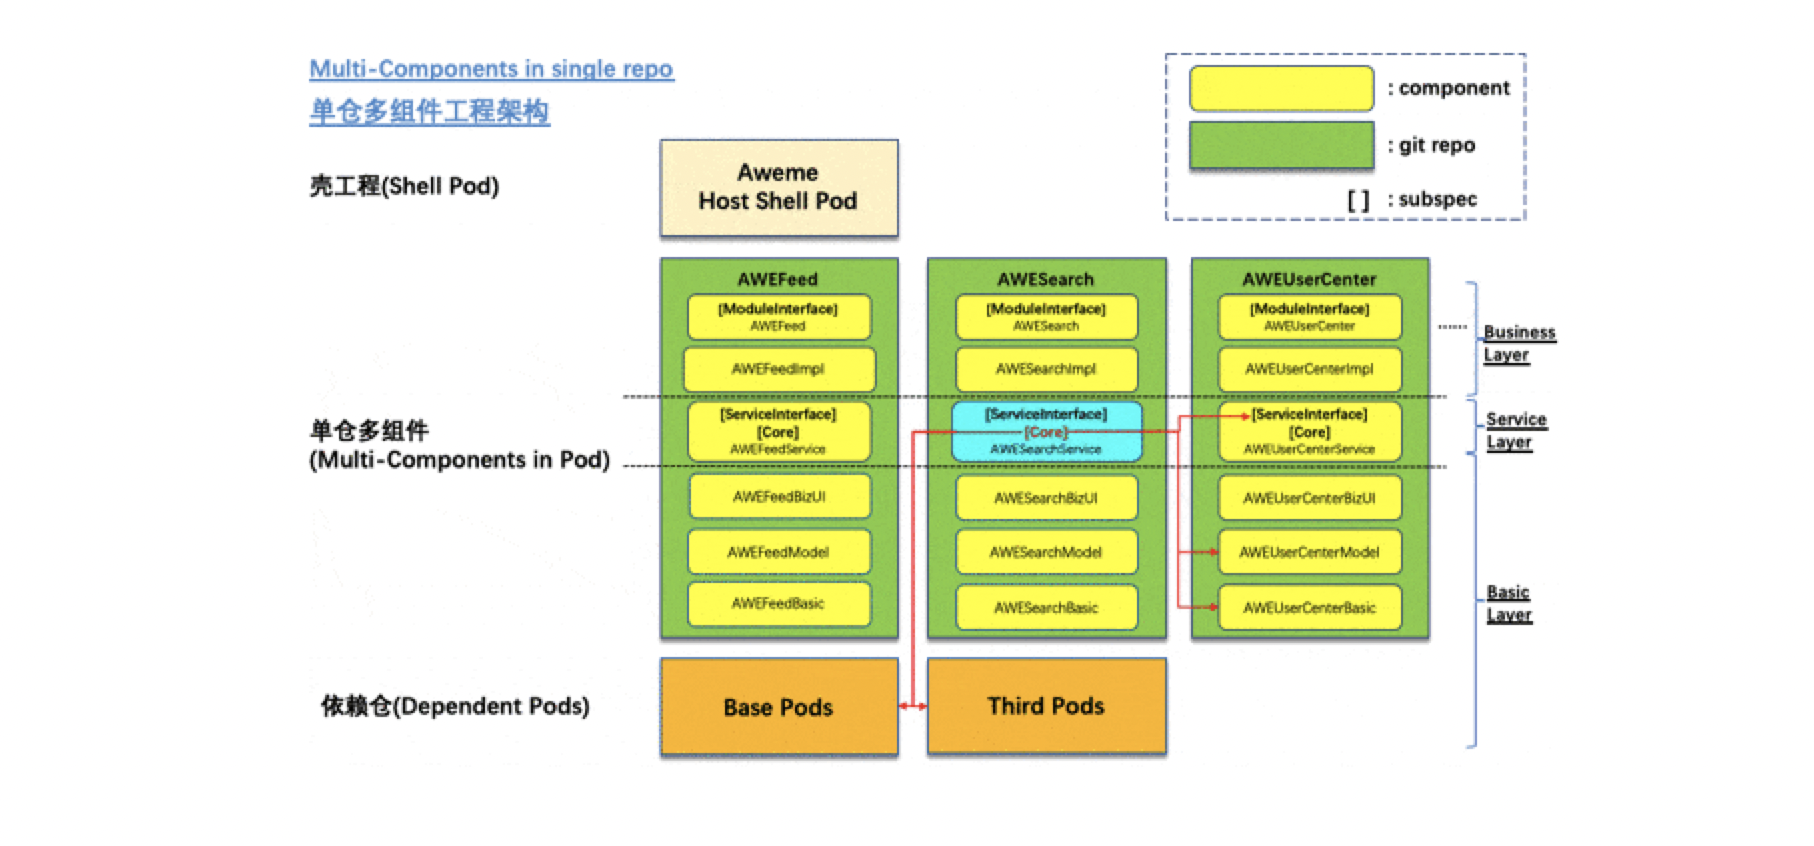 Multi-Components in single repo
单仓多组件工程架构
: component
: git repo
[ ] : subspec
壳工程(Shell Pod)
Aweme
Host Shell Pod
AWEFeed
[ModuleInterface]
AWEFeed
AWEFeedImpl
[ServiceInterface]
[Core]
AWEFeedService
AWEFeedBizUI
AWEFeedModel
AWEFeedBasic
AWESearch
[ModuleInterface]
AWESearch
AWESearchImpl
[ServiceInterface]
[Core]
AWESearchService
AWESearchBizUI
AWESearchModel
AWESearchBasic
AWEUserCenter
[ModuleInterface]
AWEUserCenter
AWEUserCenterImpl
[ServiceInterface]
[Core]
AWEUserCenterService
AWEUserCenterBizUI
AWEUserCenterModel
AWEUserCenterBasic
......
Business
Layer
Service
Layer
Basic
Layer
单仓多组件
(Multi-Components in Pod)
依赖仓(Dependent Pods)
Base Pods
Third Pods